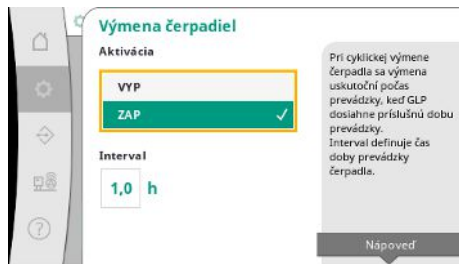 Výmena čerpadiel
Aktivácia
VYP
ZAP
Interval
1,0 h
Pri cyklickej výmene
čerpadla sa výmena
uskutoční počas
prevádzky, keď GLP
dosiahne príslušnú dobu
prevádzky.
Interval definuje čas
doby prevádzky
čerpadla.
Nápoveď